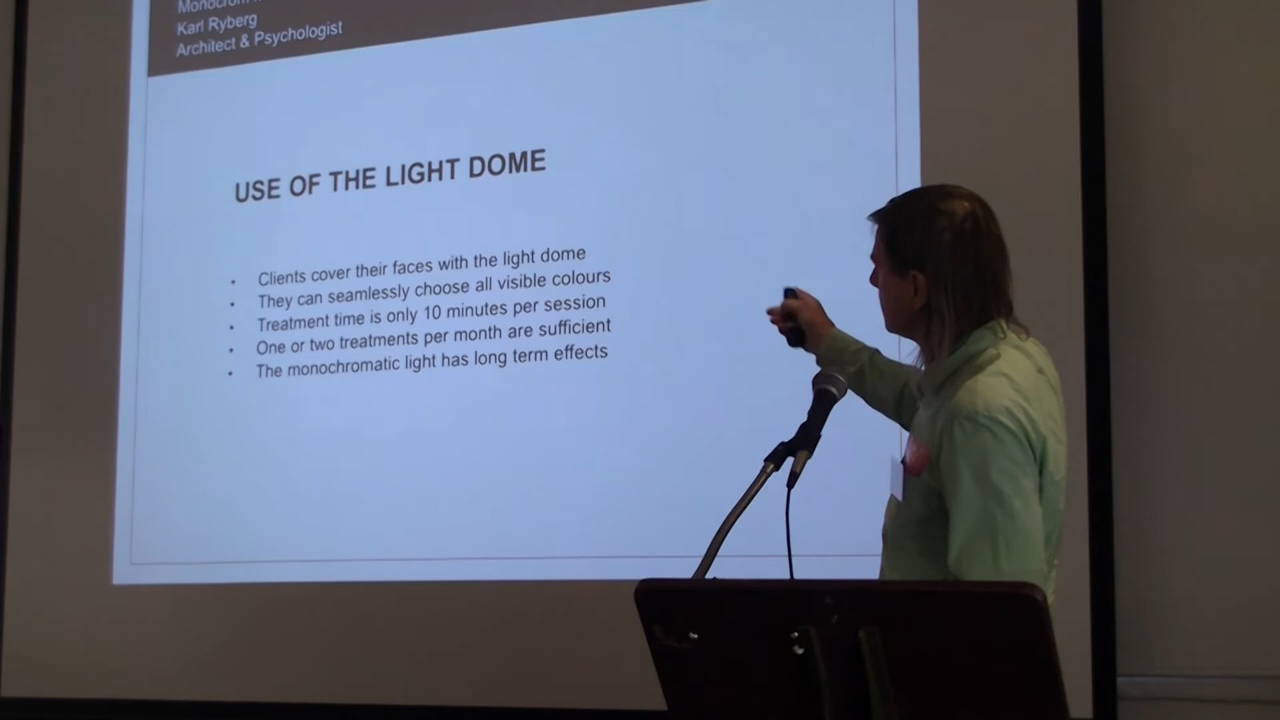 Karl Ryberg
Architect & Psychologist
USE OF THE LIGHT DOME
• Clients cover their faces with the light dome
• They can seamlessly choose all visible colours
• Treatment time is only 10 minutes per session
• One or two treatments per month are sufficient
• The monochromatic light has long term effects